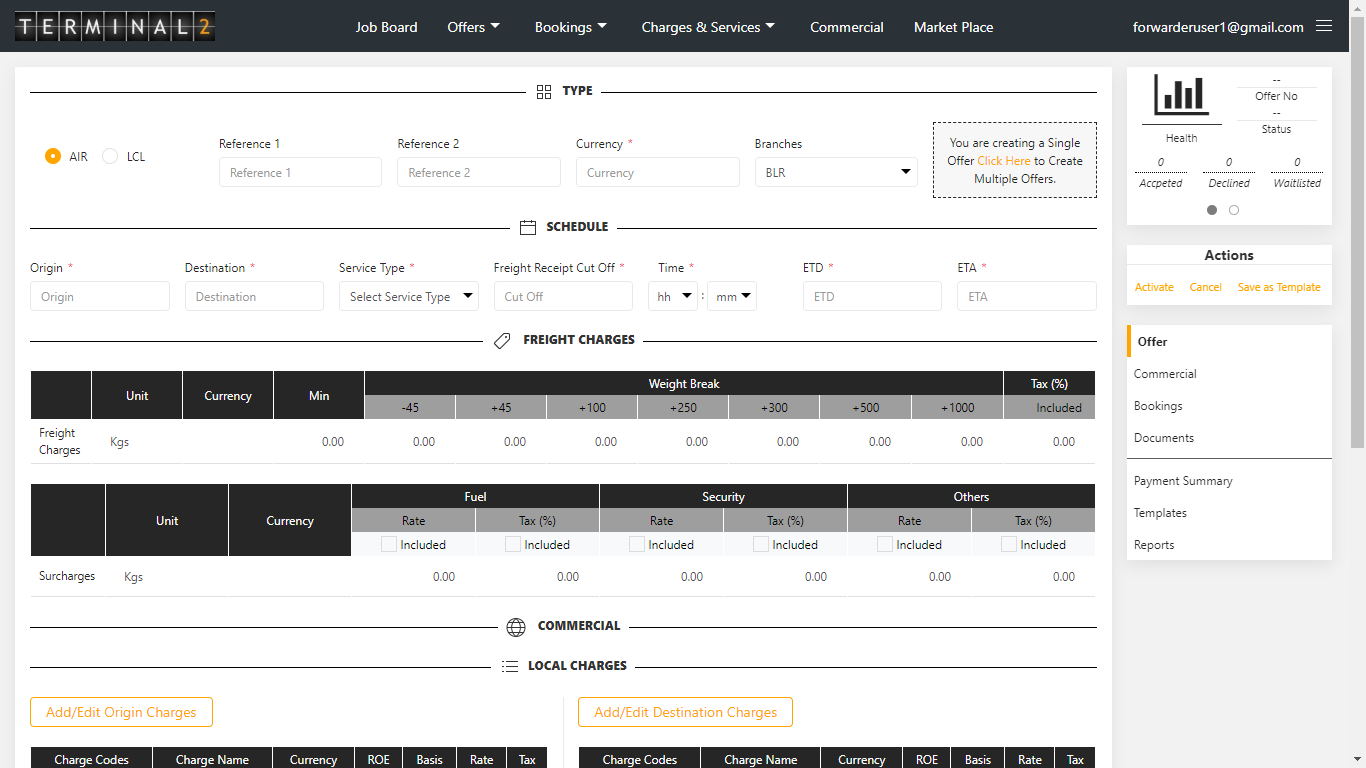 TERMINAL2
Job Board Offers Bookings Charges & Services Commercial Market Place forwarderuser1@gmail.com
TYPE
AIR LCL
Reference 1 Reference 2 Currency * Branches
Reference 1 Reference 2 Currency BLR
You are creating a Single
Offer Click Here to Create
Multiple Offers.
SCHEDULE
Origin * Destination * Service Type * Freight Receipt Cut Off * Time * ETD * ETA *
Origin Destination Select Service Type Cut Off hh : mm ETD ETA
FREIGHT CHARGES
Unit Currency Min Weight Break Tax (%)
-45 +45 +100 +250 +300 +500 +1000 Included
Freight
Charges
Kgs 0.00 0.00 0.00 0.00 0.00 0.00 0.00 0.00 0.00
Unit Currency Fuel Security Others
Rate Tax (%) Rate Tax (%) Rate Tax (%)
Included Included Included Included Included Included
Surcharges Kgs 0.00 0.00 0.00 0.00 0.00 0.00
COMMERCIAL
LOCAL CHARGES
Add/Edit Origin Charges Add/Edit Destination Charges
Charge Codes Charge Name Currency ROE Basis Rate Tax Charge Codes Charge Name Currency ROE Basis Rate Tax
--
Offer No
--
Status
Health
0 0 0
Accpeted Declined Waitlisted
Actions
Activate Cancel Save as Template
Offer
Commercial
Bookings
Documents
Payment Summary
Templates
Reports